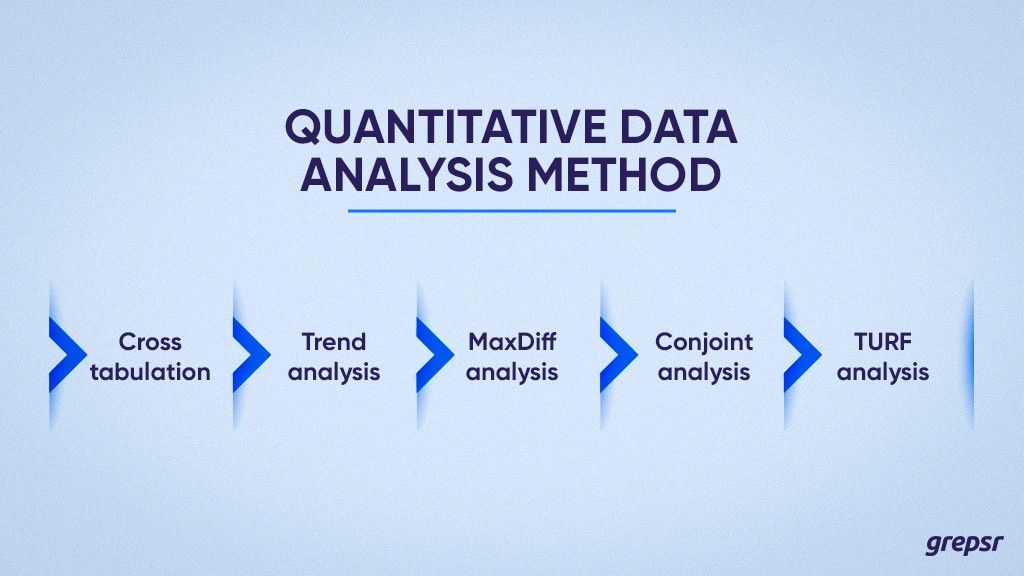 QUANTITATIVE DATA
ANALYSIS METHOD
Cross
tabulation
Trend
analysis
MaxDiff
analysis
Conjoint
analysis
TURF
analysis
grepsr